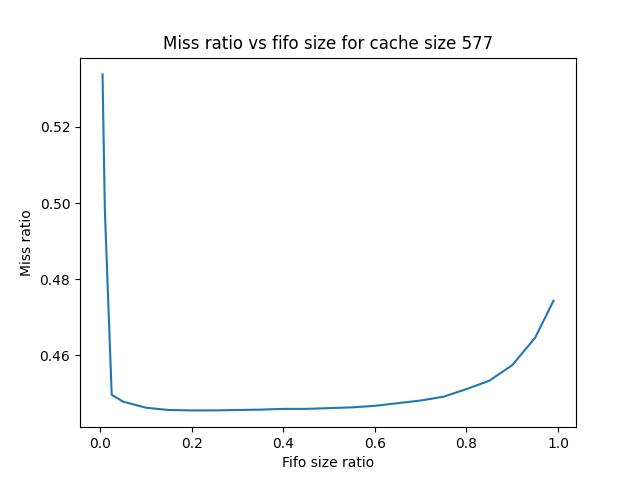 Miss ratio vs fifo size for cache size 577
0.52
0.50
0.48
0.46
Miss ratio
0.0 0.2 0.4 0.6 0.8 1.0
Fifo size ratio